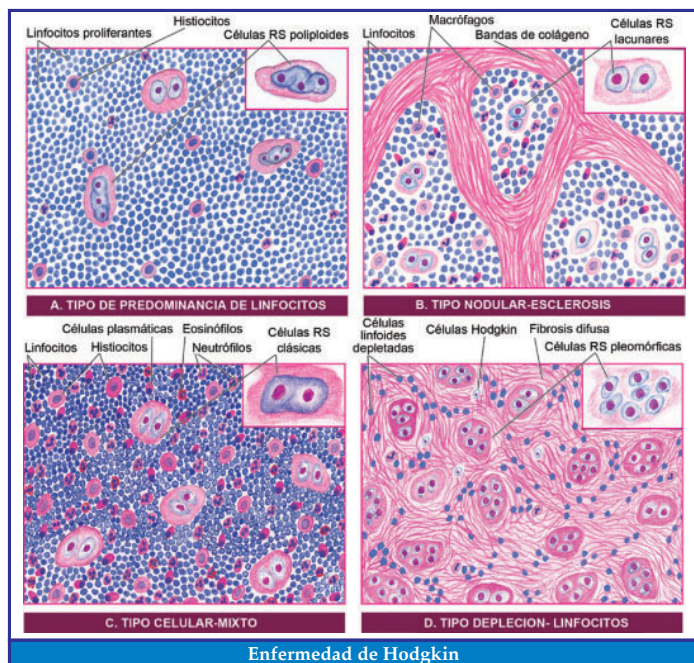 Histiocitos
Linfocitos proliferantes
Células RS poliploides
A. TIPO DE PREDOMINANCIA DE LINFOCITOS
Macrófagos
Células RS
lacunares
Linfocitos
Bandas de colágeno
B. TIPO NODULAR-ESCLEROSIS
Células plasmáticas
Eosinófilos
Células RS
clásicas
Linfocitos
Histiocitos
Neutrófilos
C. TIPO CELULAR-MIXTO
Células
linfoides
depletadas
Células Hodgkin
Fibrosis difusa
Células RS pleomórficas
D. TIPO DEPLECION- LINFOCITOS
Enfermedad de Hodgkin